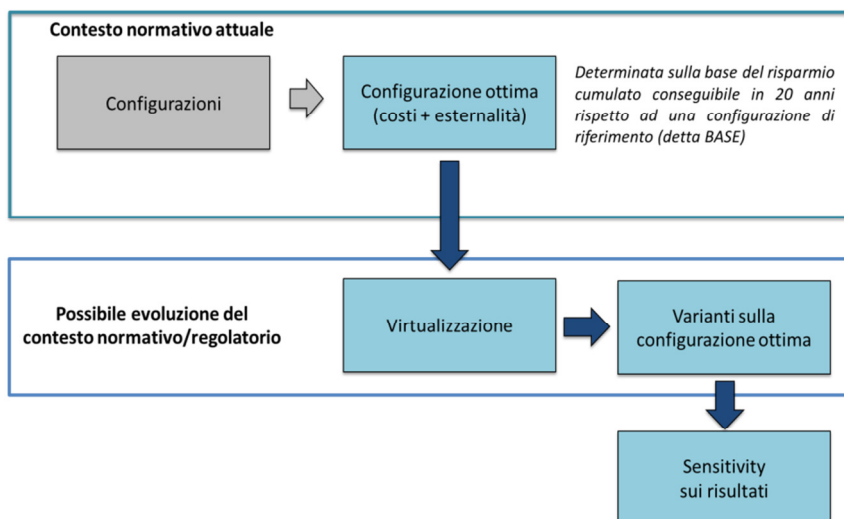 Contesto normativo attuale
Configurazioni
Configurazione ottima
(costi + esternalità)
Determinata sulla base del risparmio
cumulato conseguibile in 20 anni
rispetto ad una configurazione di
riferimento (detta BASE)
Possibile evoluzione del
contesto normativo/regolatorio
Virtualizzazione
Varianti sulla
configurazione ottima
Sensitivity
sui risultati